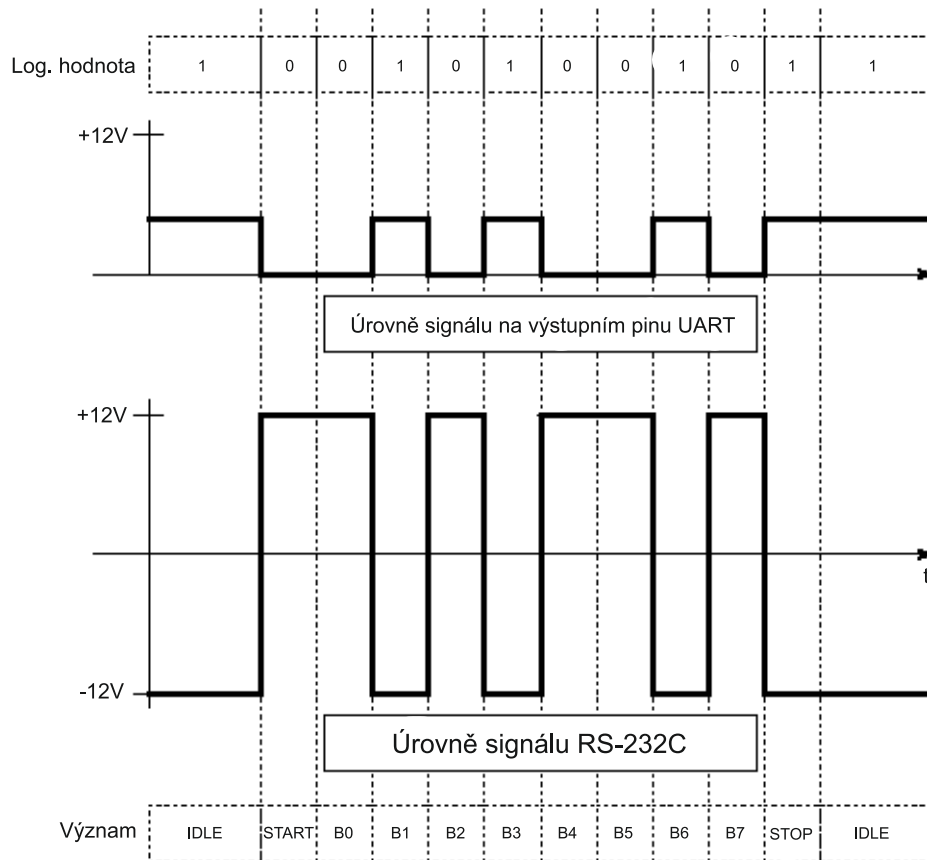 Log. hodnota 1 0 0 1 0 1 0 0 1 0 1 1
+12V
Úrovně signálu na výstupním pinu UART
+12V
t
-12V
Úrovně signálu RS-232C
Význam IDLE START B0 B1 B2 B3 B4 B5 B6 B7 STOP IDLE